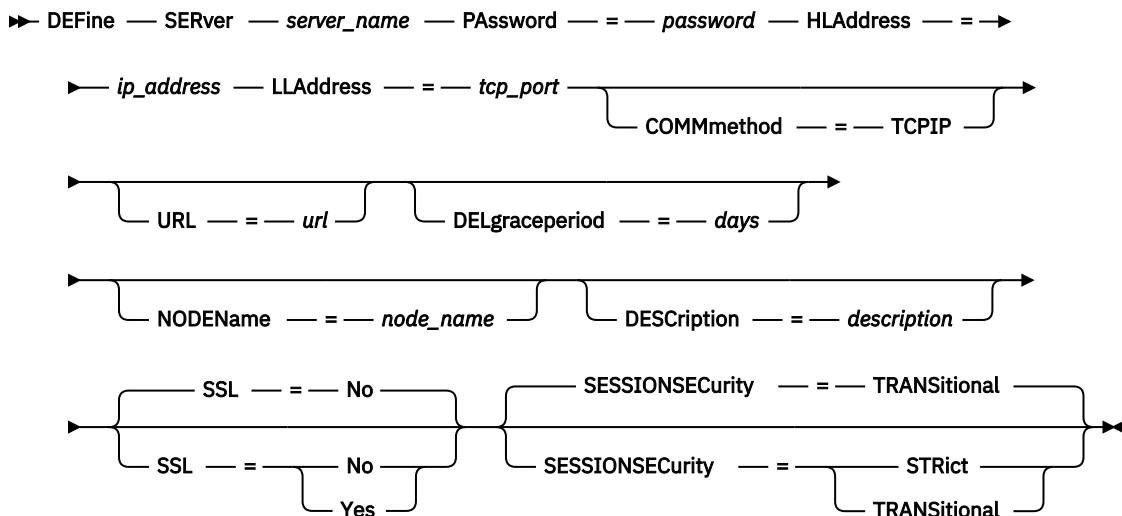 DEFine SERver server_name PAssword = password HLAddress =
ip_address LLAddress = tcp_port
COMMmethod = TCPIP
URL = url DELgraceperiod = days
NODEName = node_name DESCription = description
SSL = No SESSIONSECurity = TRANSitional
SSL = No SESSIONSECurity = STRict
Yes TRANSitional